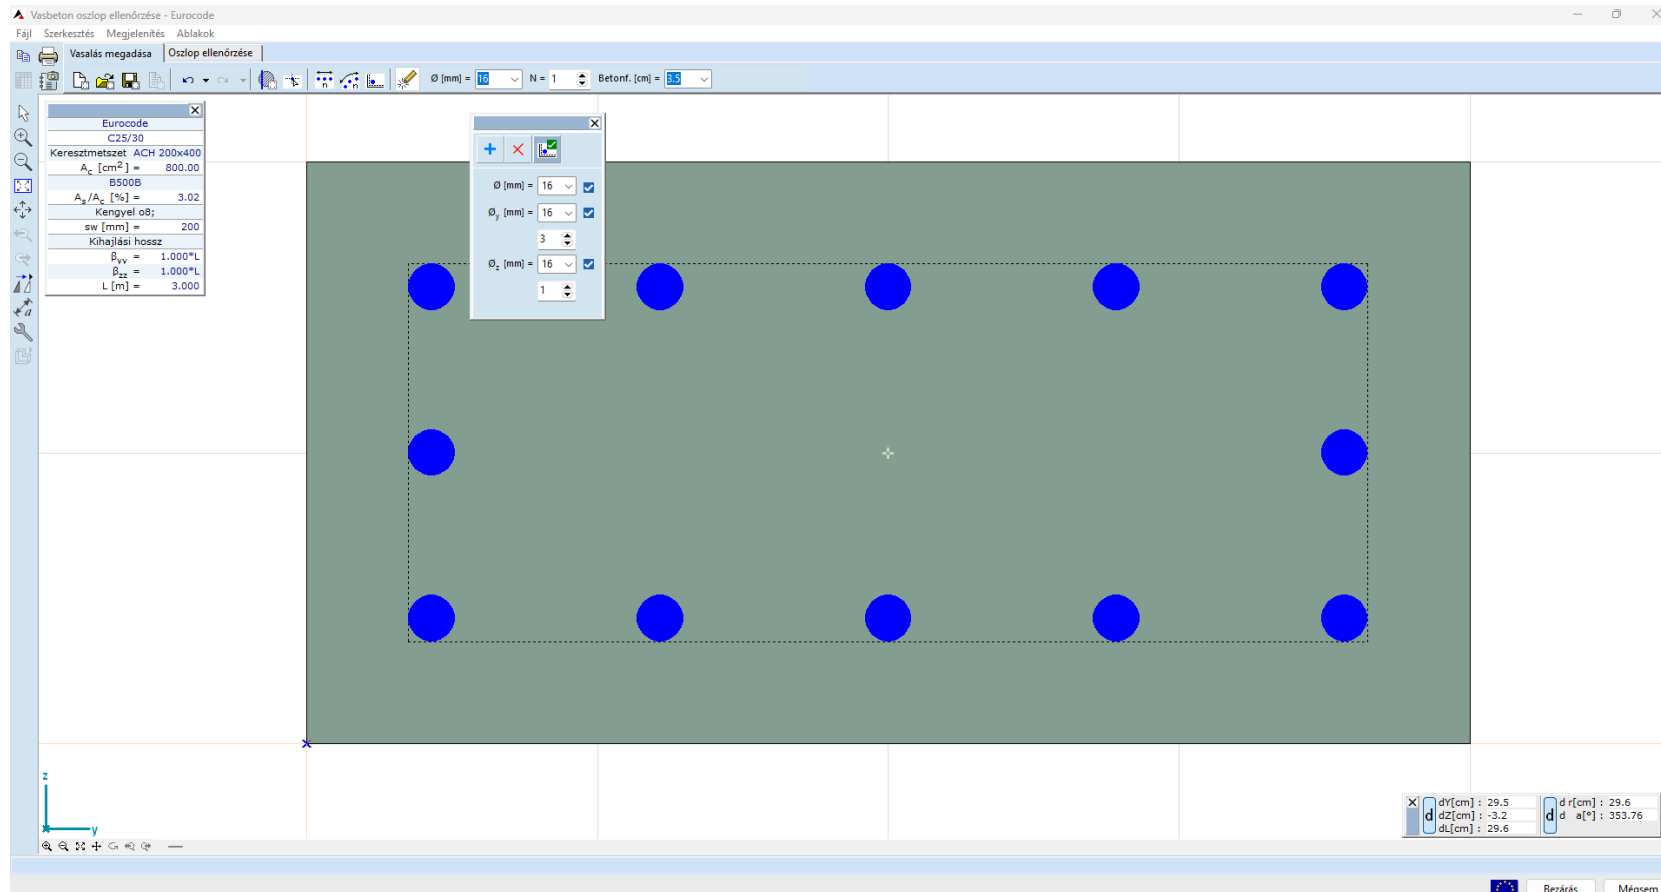 Vasbeton oszlop ellenőrzése - Eurocode
Fájl Szerkesztés Megjelenítés Ablakok
Vasalás megadása Oszlop ellenőrzése
Ø [mm] = 16 N = 1 Betonf. [cm] = 3.5
Eurocode
C25/30
Keresztmetszet ACH 200x400
Ac [cm2] = 800.00
B500B
As/Ac [%] = 3.02
Kengyel o8;
sw [mm] = 200
Kihajlási hossz
βyy = 1.000*L
βzz = 1.000*L
L [m] = 3.000
Ø [mm] = 16
Øy [mm] = 16
3
Øz [mm] = 16
1
z
y
dY[cm] : 29.5
dZ[cm] : -3.2
dL[cm] : 29.6
d
d r[cm] : 29.6
d a[°] : 353.76
d
Bezárás Mégsem